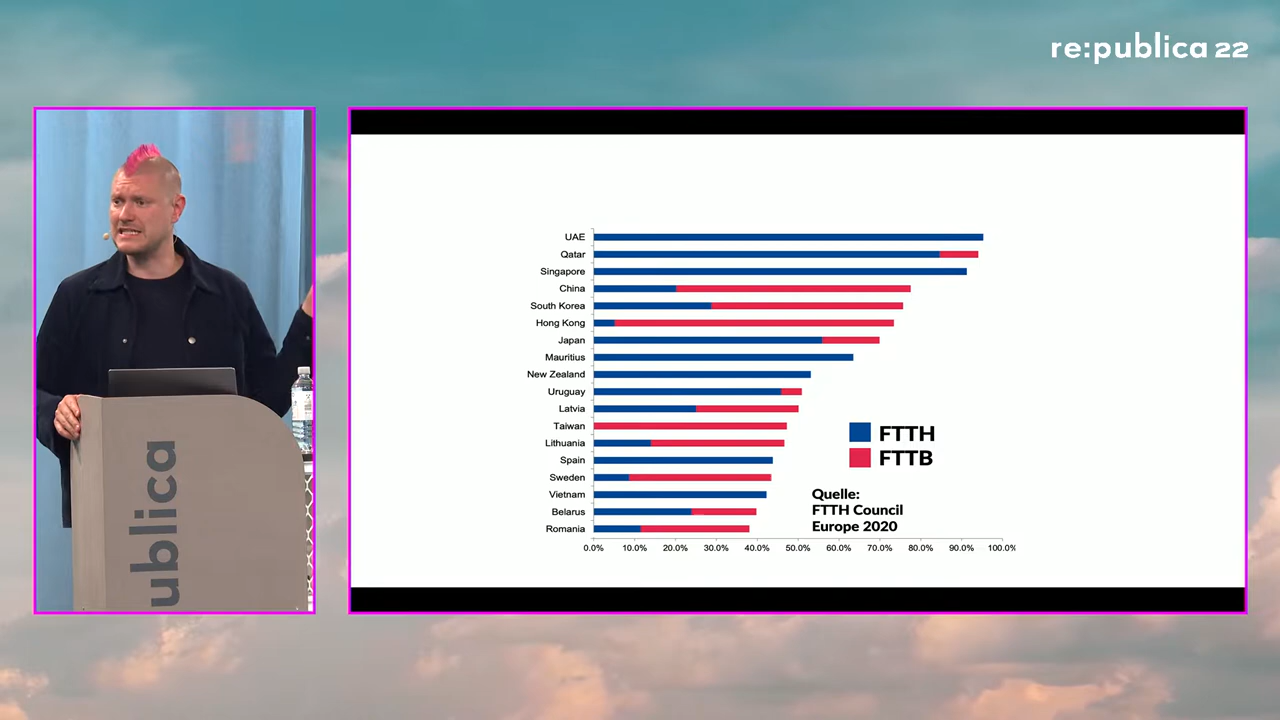 re:publica 22
ublica
UAE
Qatar
Singapore
China
South Korea
Hong Kong
Japan
Mauritius
New Zealand
Uruguay
Latvia
Taiwan
Lithuania
Spain
Sweden
Vietnam
Belarus
Romania
0.0% 10.0% 20.0% 30.0% 40.0% 50.0% 60.0% 70.0% 80.0% 90.0% 100.0%
FTTH
FTTB
Quelle:
FTTH Council
Europe 2020